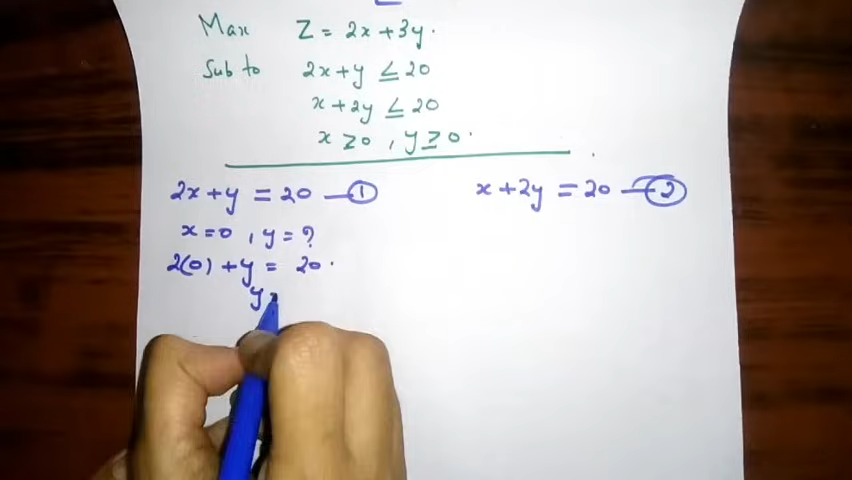 Max Z = 2x + 3y.
Sub to 2x + y ≤ 20
x + 2y ≤ 20
x ≥ 0 , y ≥ 0.
2x + y = 20 — ①
x = 0 , y = ?
2(0) + y = 20.
y =
x + 2y = 20 — ②